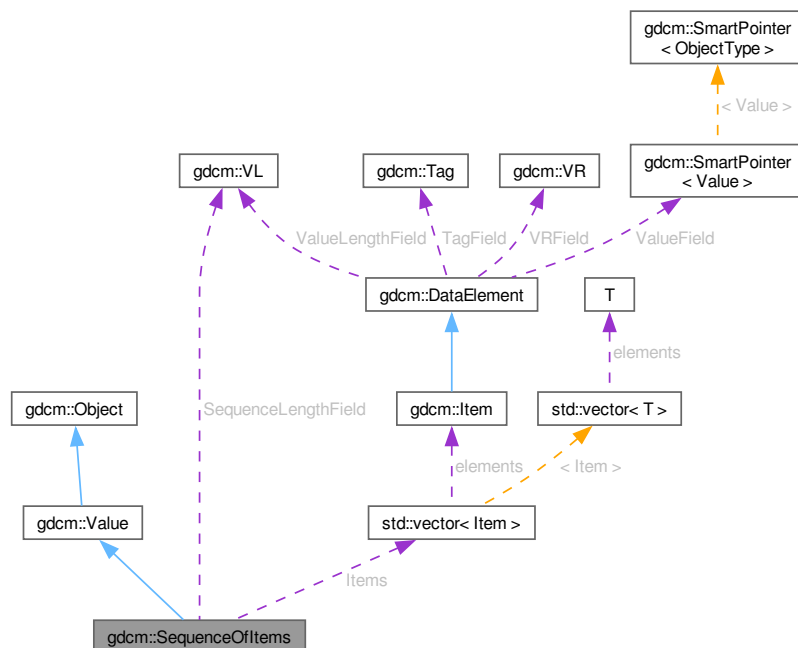 gdcm::SmartPointer
< ObjectType >
< Value >
gdcm::VL
gdcm::Tag
gdcm::VR
gdcm::SmartPointer
< Value >
ValueLengthField
TagField
VRField
ValueField
gdcm::DataElement
T
elements
gdcm::Object
SequenceLengthField
gdcm::Item
std::vector< T >
elements
< Item >
gdcm::Value
std::vector< Item >
Items
gdcm::SequenceOfItems